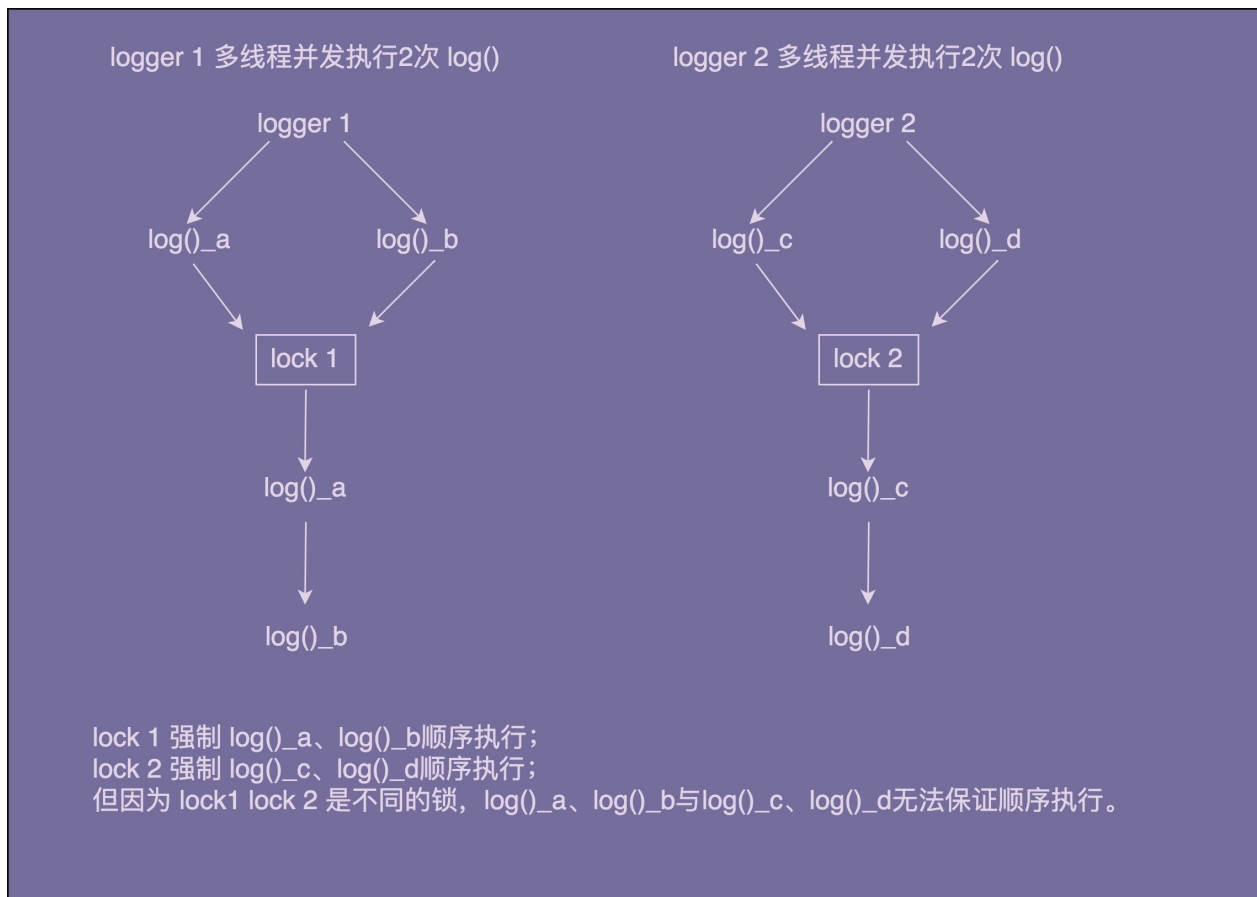 logger 1 多线程并发执行2次 log()
logger 2 多线程并发执行2次 log()
logger 1
logger 2
log()_a
log()_b
log()_c
log()_d
lock 1
lock 2
log()_a
log()_c
log()_b
log()_d
lock 1 强制 log()_a、log()_b顺序执行；
lock 2 强制 log()_c、log()_d顺序执行；
但因为 lock1 lock 2 是不同的锁，log()_a、log()_b与log()_c、log()_d无法保证顺序执行。